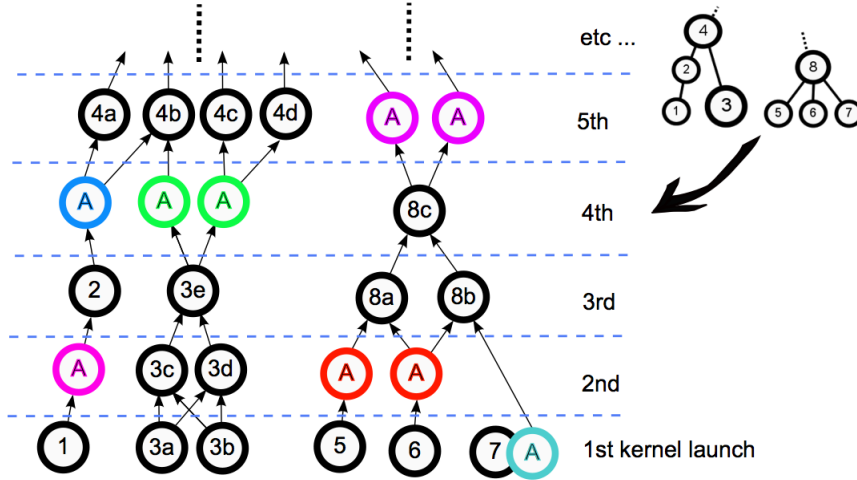 etc ...
4
2
8
1
3
5 6 7
4a 4b 4c 4d A A 5th
A A A 8c 4th
2 3e 8a 8b 3rd
A 3c 3d A A 2nd
1 3a 3b 5 6 7 A 1st kernel launch